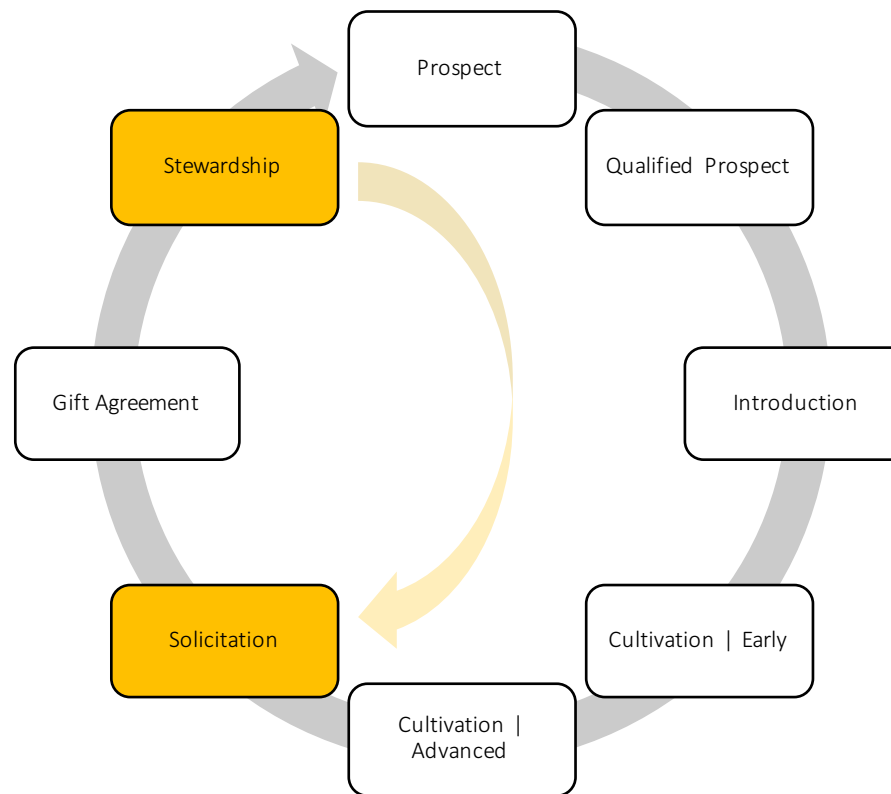 Prospect
Qualified Prospect
Introduction
Cultivation | Early
Cultivation |
Advanced
Solicitation
Gift Agreement
Stewardship